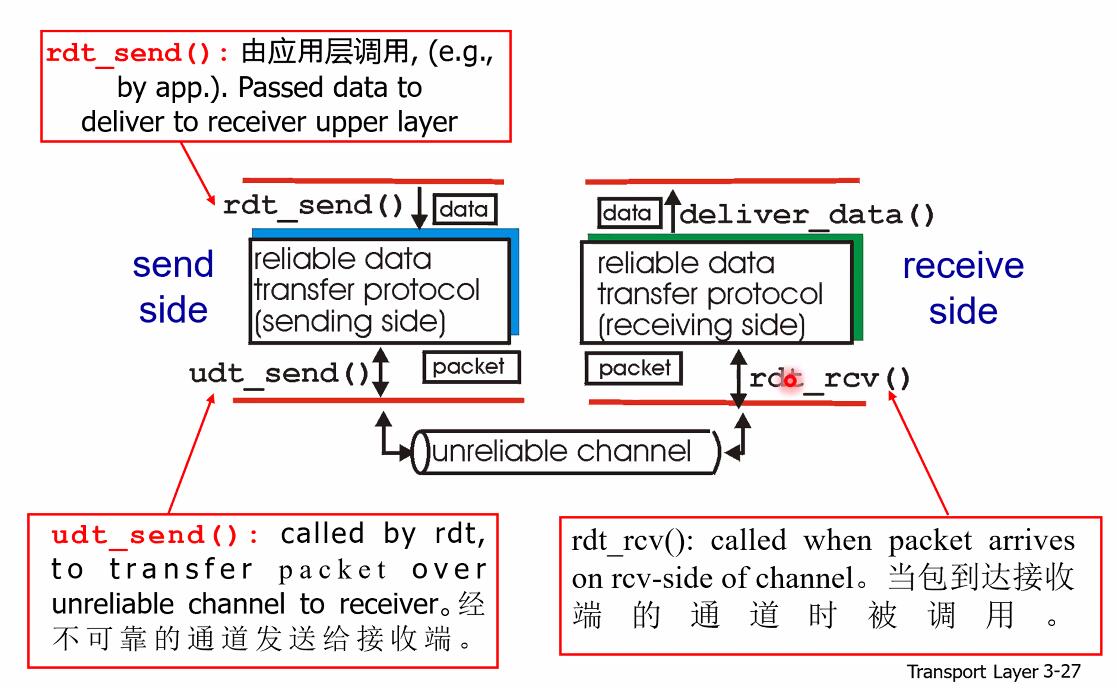 rdt_send(): 由应用层调用, (e.g.,
by app.). Passed data to
deliver to receiver upper layer
rdt_send()
data
data
deliver_data()
send
side
reliable data
transfer protocol
(sending side)
reliable data
transfer protocol
(receiving side)
receive
side
udt_send()
packet
packet
rdt_rcv()
unreliable channel
udt_send(): called by rdt,
to transfer packet over
unreliable channel to receiver。经
不可靠的通道发送给接收端。
rdt_rcv(): called when packet arrives
on rcv-side of channel。当包到达接收
端的通道时被调用。
Transport Layer 3-27